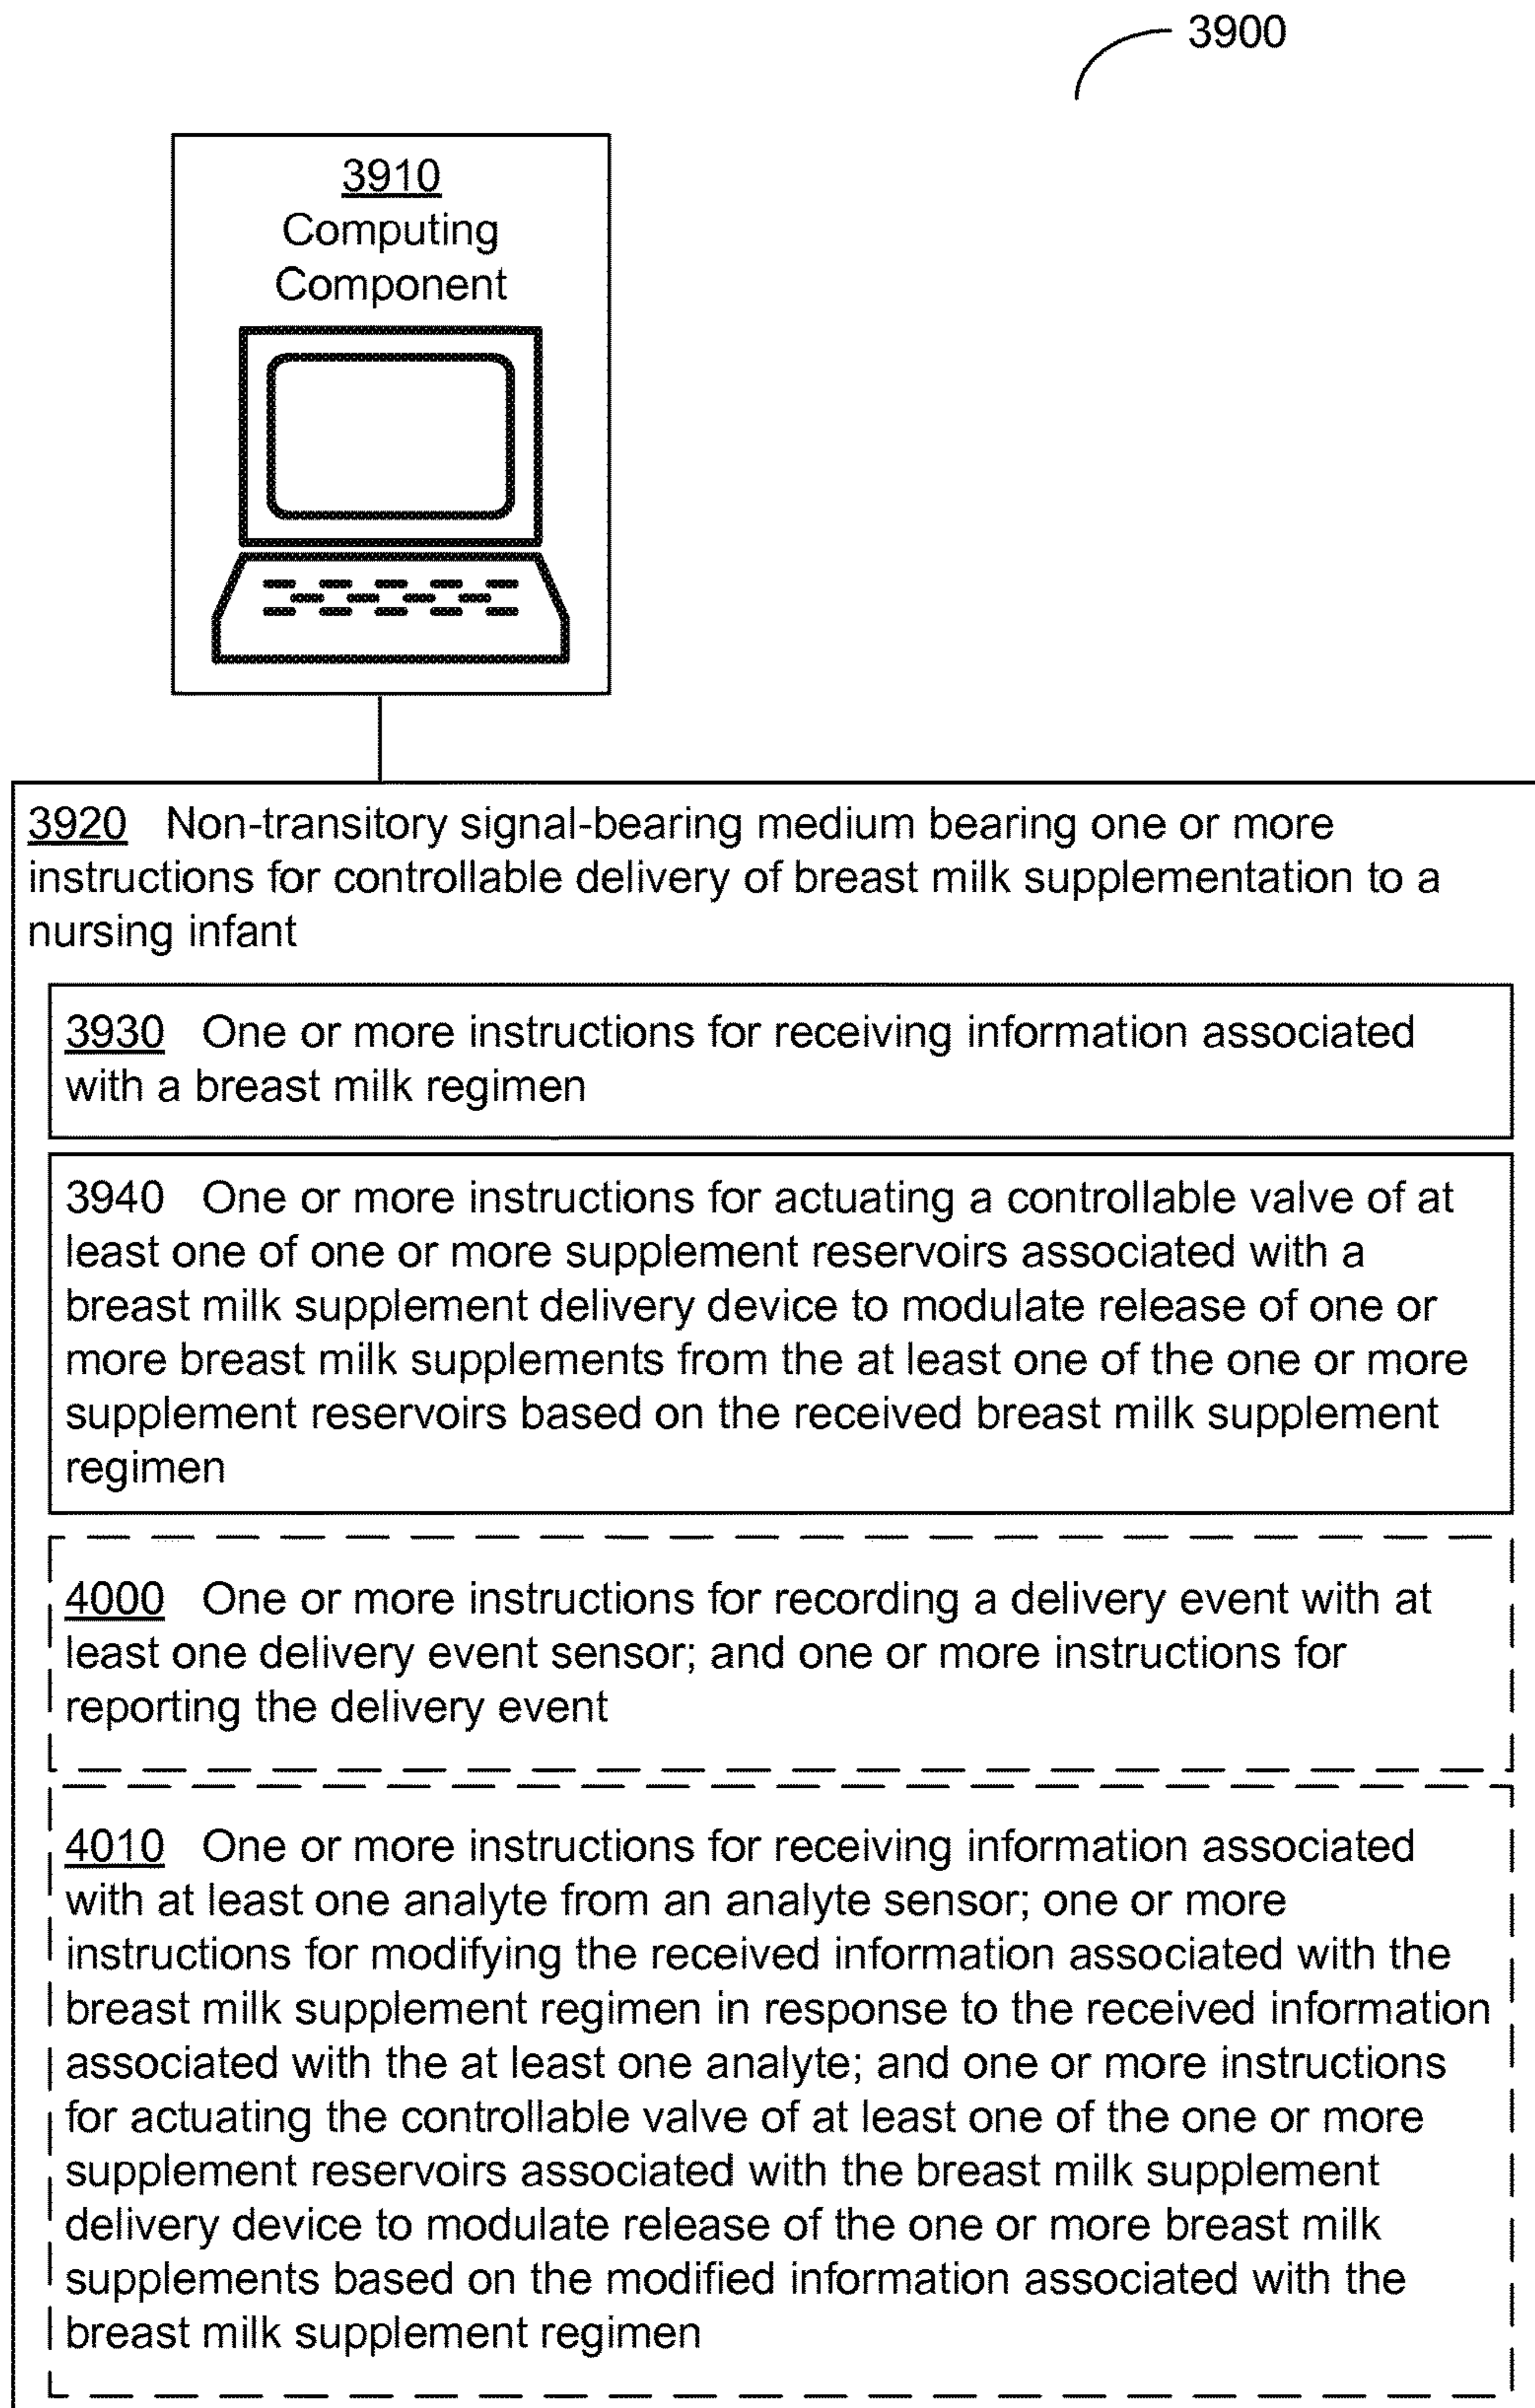 3900
3910
Computing
Component
3920 Non-transitory signal-bearing medium bearing one or more
instructions for controllable delivery of breast milk supplementation to a
nursing infant
3930 One or more instructions for receiving information associated
with a breast milk regimen
3940 One or more instructions for actuating a controllable valve of at
least one of one or more supplement reservoirs associated with a
breast milk supplement delivery device to modulate release of one or
more breast milk supplements from the at least one of the one or more
supplement reservoirs based on the received breast milk supplement
regimen
4000 One or more instructions for recording a delivery event with at
least one delivery event sensor; and one or more instructions for
reporting the delivery event
4010 One or more instructions for receiving information associated
with at least one analyte from an analyte sensor; one or more
instructions for modifying the received information associated with the
breast milk supplement regimen in response to the received information
associated with the at least one analyte; and one or more instructions
for actuating the controllable valve of at least one of the one or more
supplement reservoirs associated with the breast milk supplement
delivery device to modulate release of the one or more breast milk
supplements based on the modified information associated with the
breast milk supplement regimen